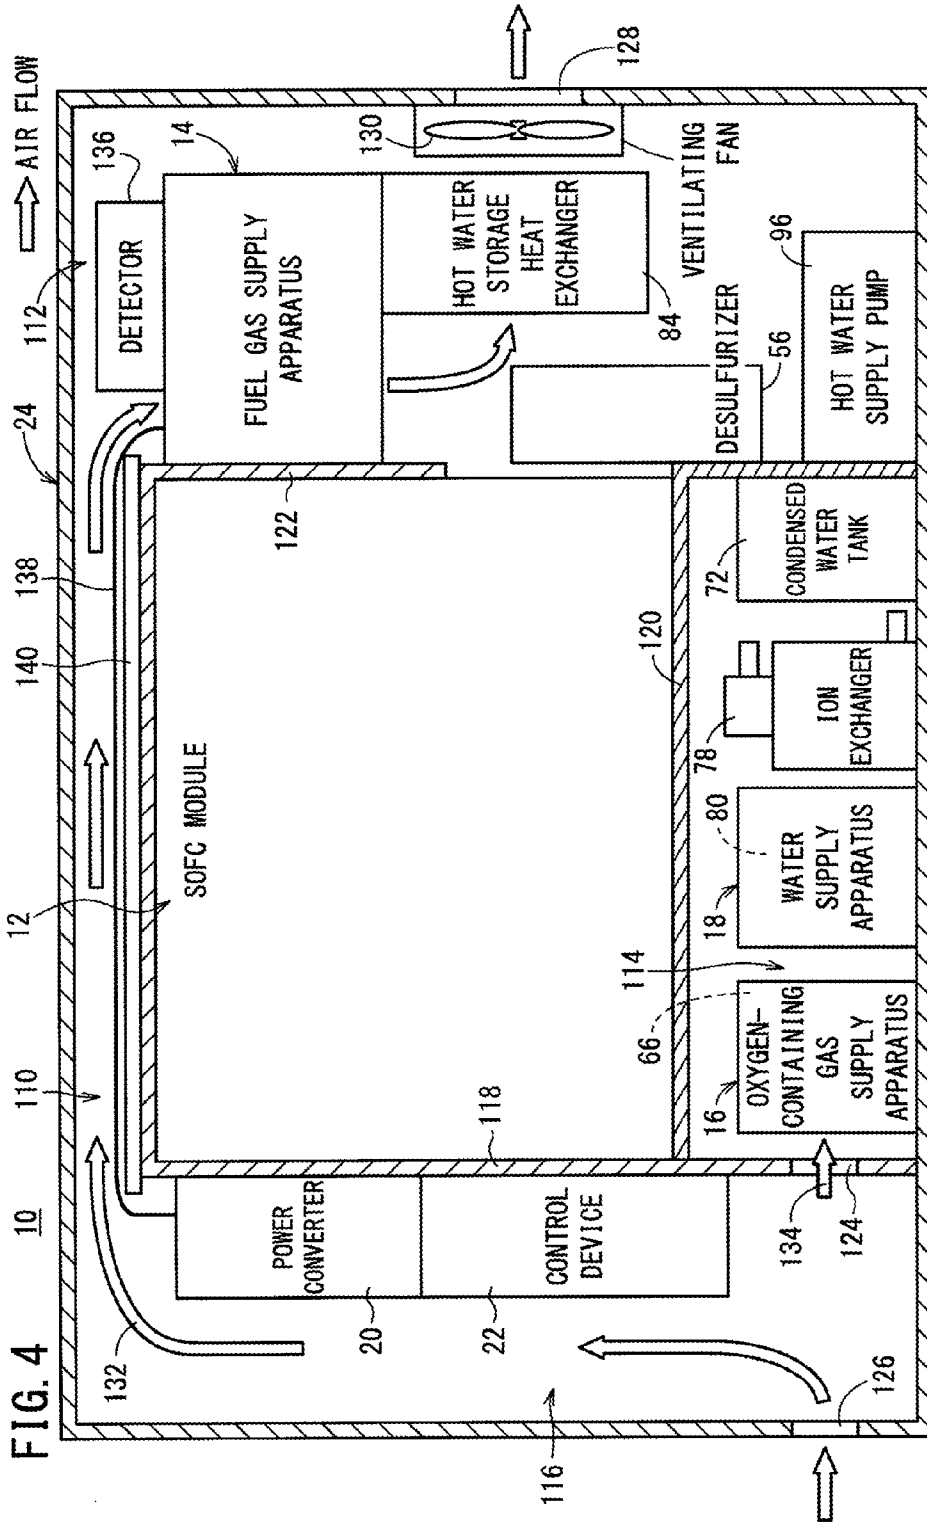 FIG. 4
10
AIR FLOW
24
112
136
DETECTOR
14
FUEL GAS SUPPLY
APPARATUS
130
128
VENTILATING
FAN
HOT WATER
STORAGE
HEAT
EXCHANGER
84
DESULFURIZER
56
96
HOT WATER
SUPPLY PUMP
138
140
122
12
SOFC MODULE
110
132
118
120
POWER
CONVERTER
20
CONTROL
DEVICE
22
116
126
134
124
114
16
66
OXYGEN-
CONTAINING
GAS
SUPPLY
APPARATUS
18
80
WATER
SUPPLY
APPARATUS
78
ION
EXCHANGER
72
CONDENSED
WATER
TANK